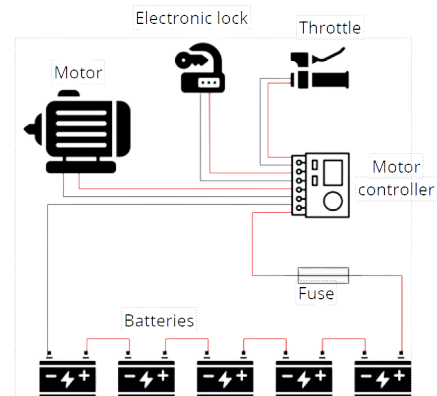 Electronic lock
Throttle
Motor
Motor
controller
Fuse
Batteries